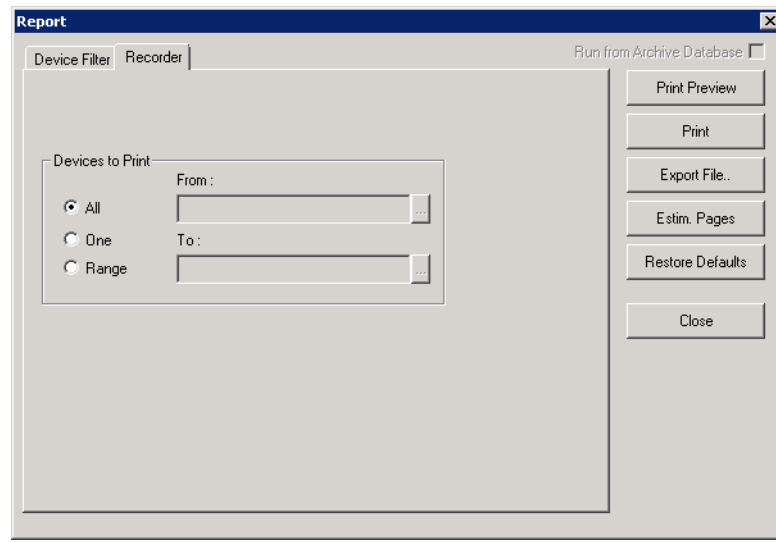 Report
Device Filter Recorder
Run from Archive Database
Print Preview
Print
Export File..
Estim. Pages
Restore Defaults
Close
Devices to Print
From :
All
...
One
To :
Range
...